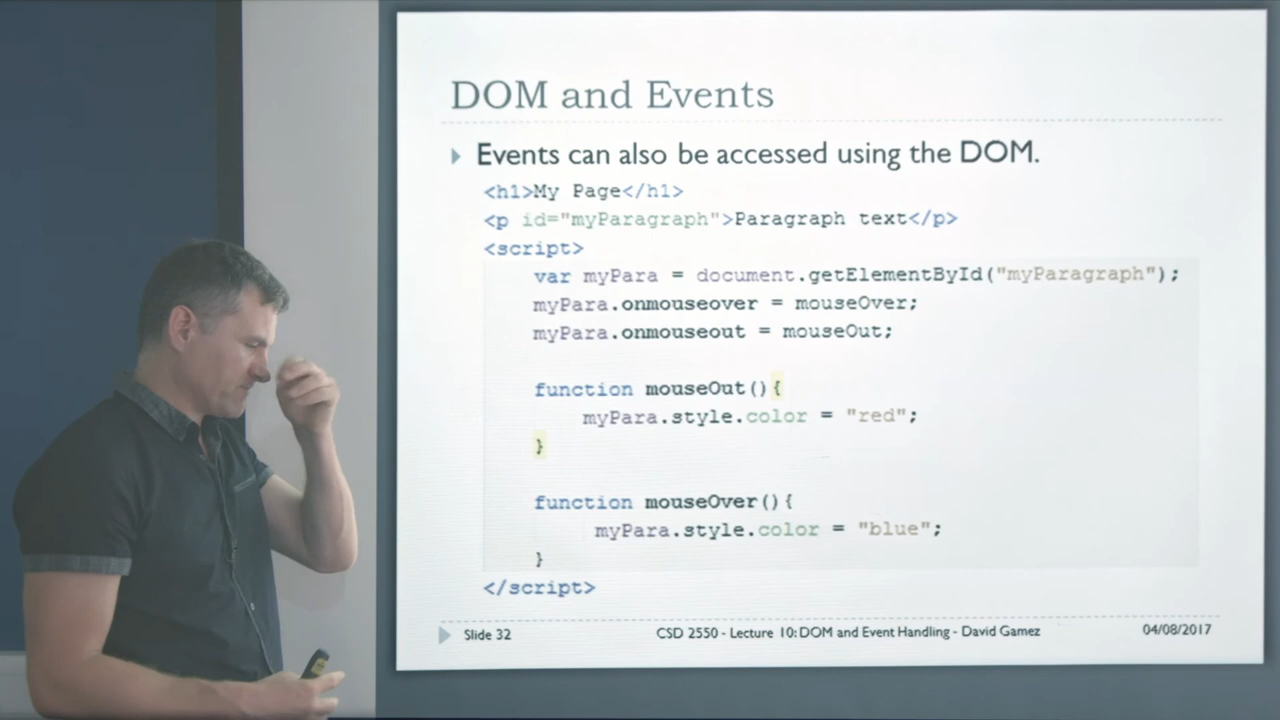 DOM and Events
Events can also be accessed using the DOM.
<h1>My Page</h1>
<p id="myParagraph">Paragraph text</p>
<script>
var myPara = document.getElementById("myParagraph");
myPara.onmouseover = mouseOver;
myPara.onmouseout = mouseOut;
function mouseOut(){
myPara.style.color = "red";
}
function mouseOver(){
myPara.style.color = "blue";
}
</script>
Slide 32 CSD 2550 - Lecture 10: DOM and Event Handling - David Gamez 04/08/2017